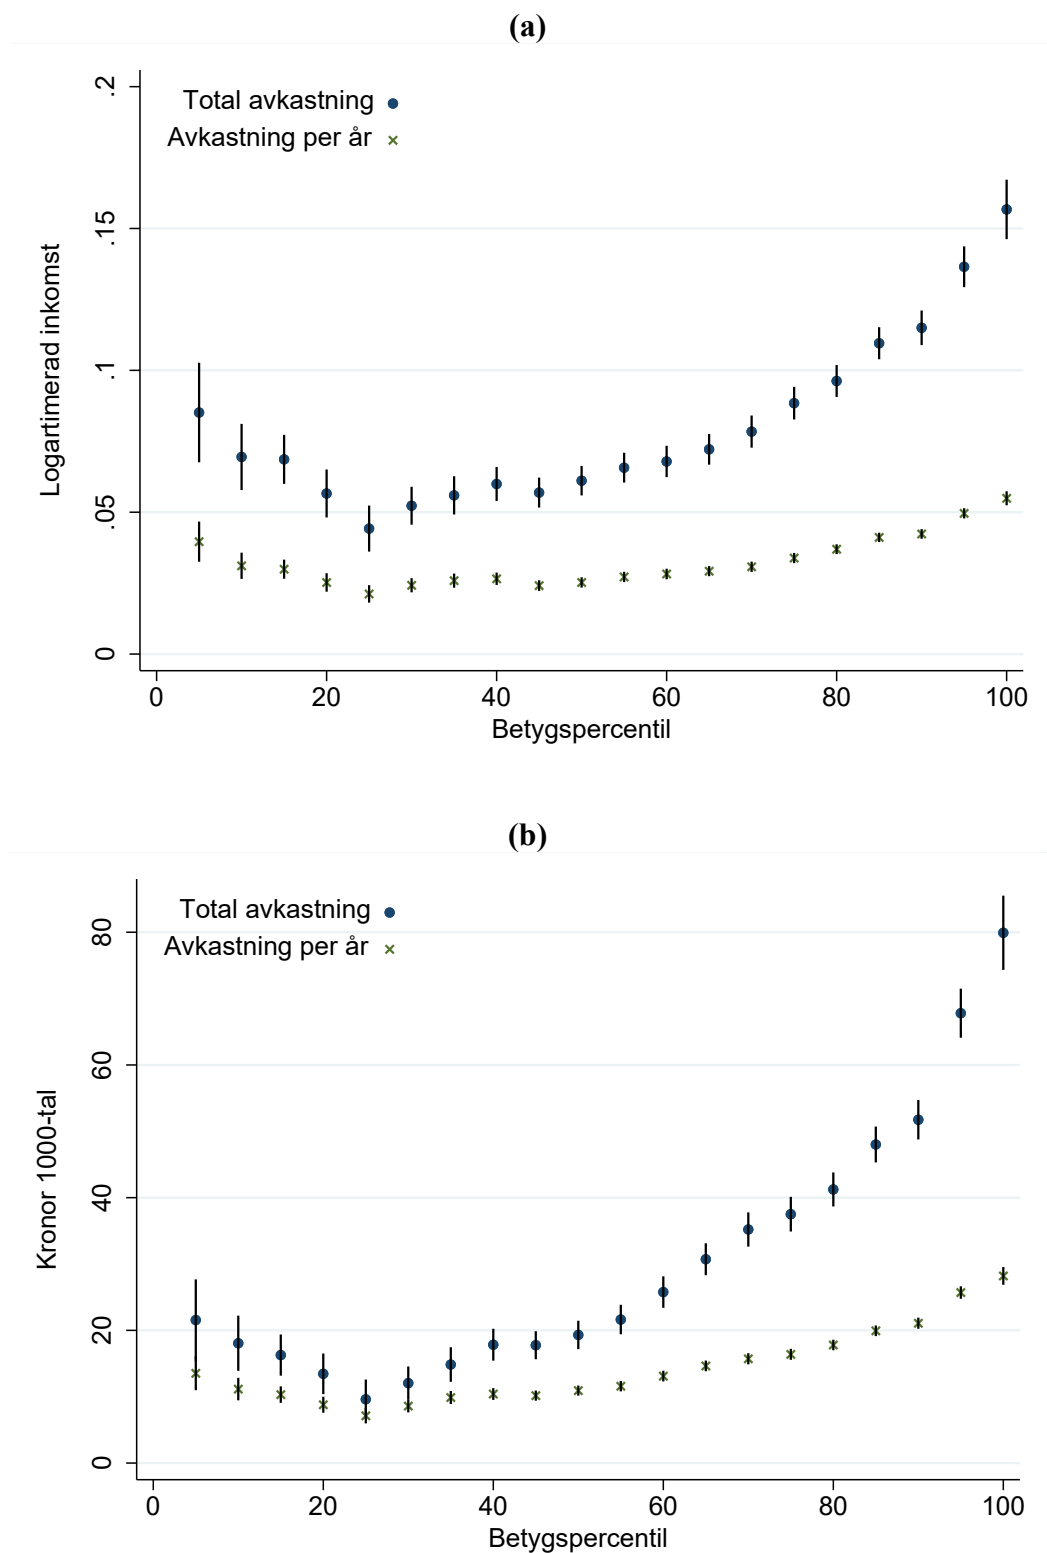 (a)
Total avkastning
Avkastning per år
.2
.15
.1
.05
0
Logartimerad inkomst
0 20 40 60 80 100
Betygspercentil
(b)
Total avkastning
Avkastning per år
80
60
40
20
0
Kronor 1000-tal
0 20 40 60 80 100
Betygspercentil